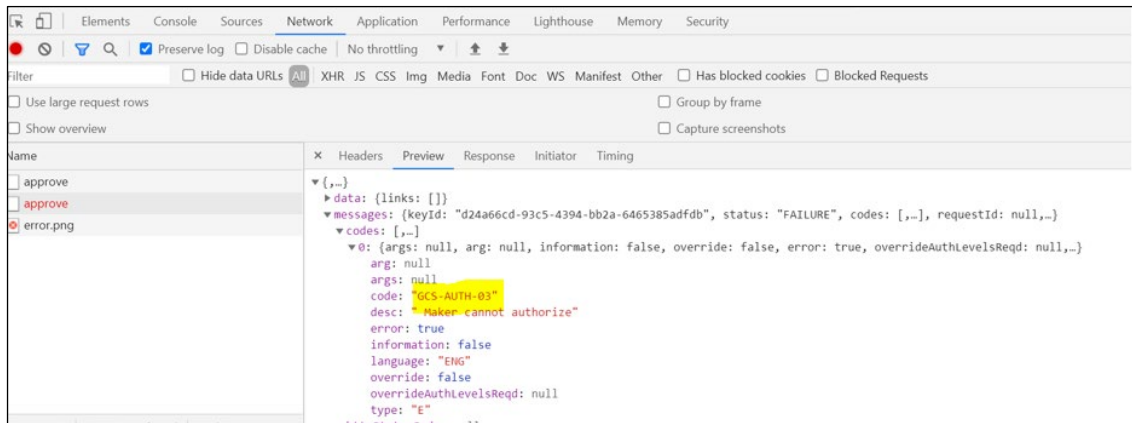 Elements Console Sources Network Application Performance Lighthouse Memory Security
Preserve log Disable cache No throttling
Filter Hide data URLs All XHR JS CSS Img Media Font Doc WS Manifest Other Has blocked cookies Blocked Requests
Use large request rows Group by frame
Show overview Capture screenshots
Name × Headers Preview Response Initiator Timing
approve
approve
error.png
▼{,…}
▶data: {links: []}
▼messages: {keyId: "d24a66cd-93c5-4394-bb2a-6465385adfdb", status: "FAILURE", codes: [,…], requestId: null,…}
▼codes: [,…]
▼0: {args: null, arg: null, information: false, override: false, error: true, overrideAuthLevelsReqd: null,…}
arg: null
args: null
code: "GCS-AUTH-03"
desc: " Maker cannot authorize"
error: true
information: false
language: "ENG"
override: false
overrideAuthLevelsReqd: null
type: "E"